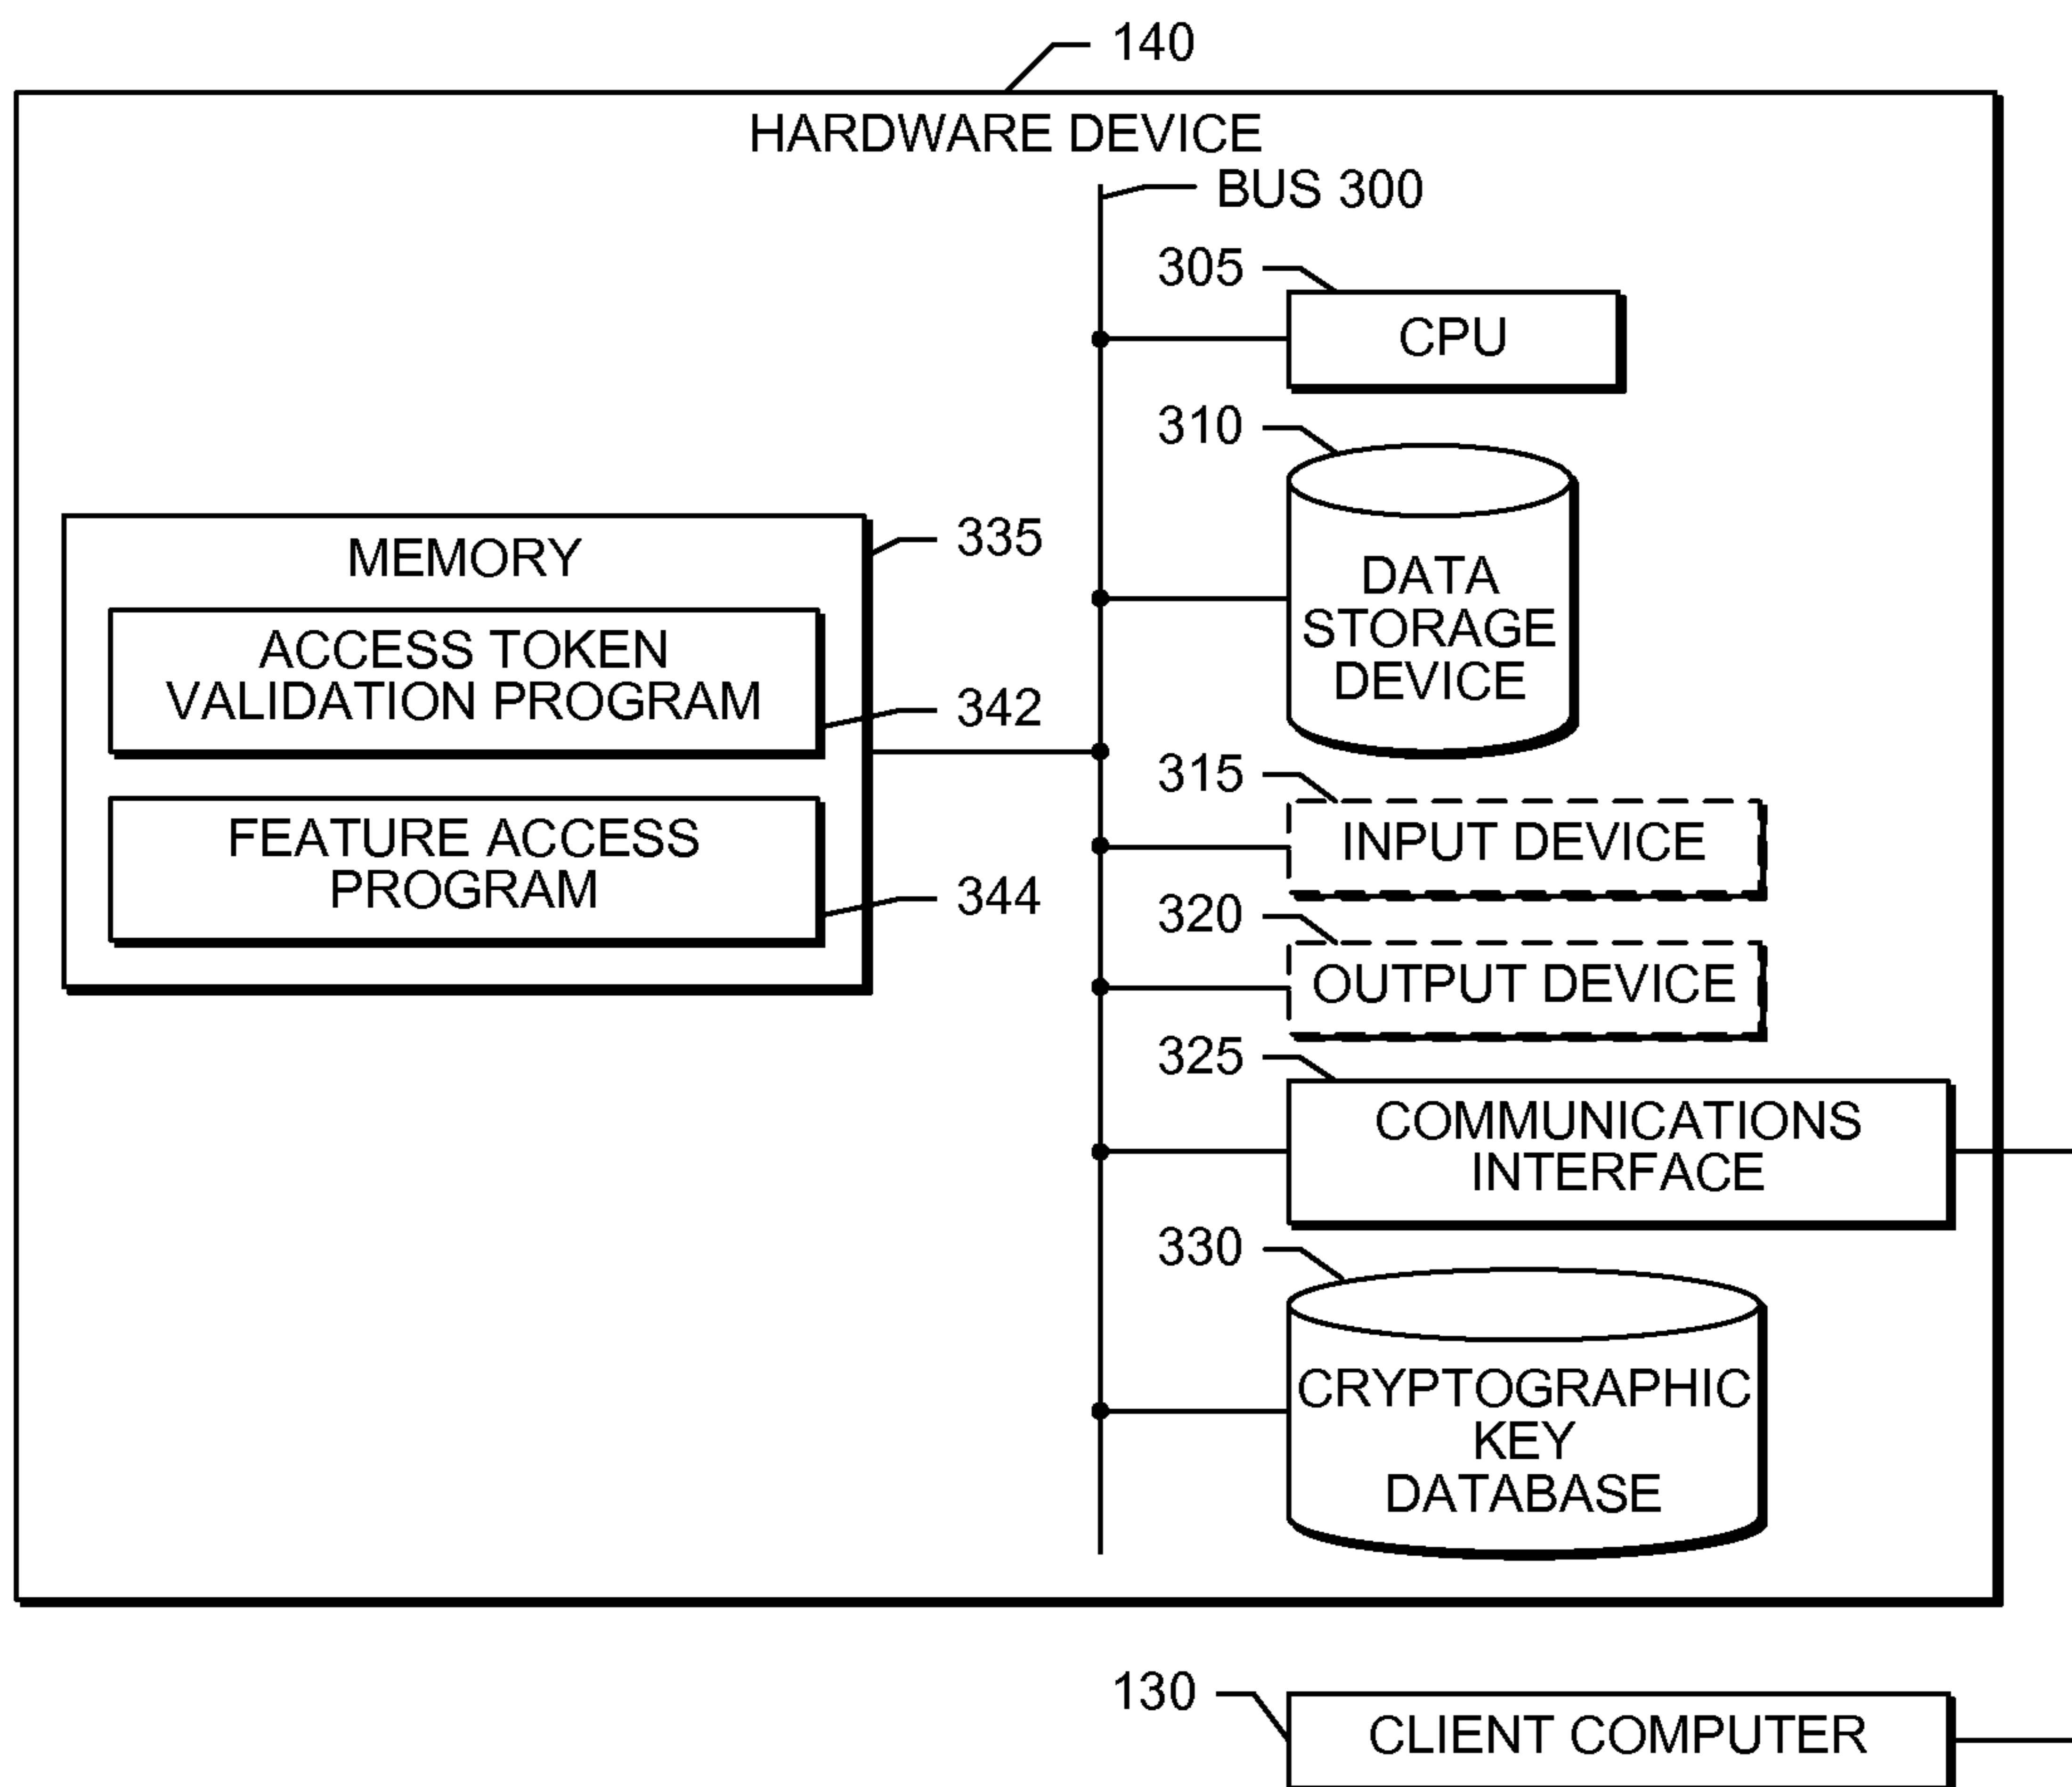 140
HARDWARE DEVICE
BUS 300
305
CPU
310
DATA
STORAGE
DEVICE
MEMORY
335
ACCESS TOKEN
VALIDATION PROGRAM
342
FEATURE ACCESS
PROGRAM
344
315
INPUT DEVICE
320
OUTPUT DEVICE
325
COMMUNICATIONS
INTERFACE
330
CRYPTOGRAPHIC
KEY
DATABASE
130
CLIENT COMPUTER